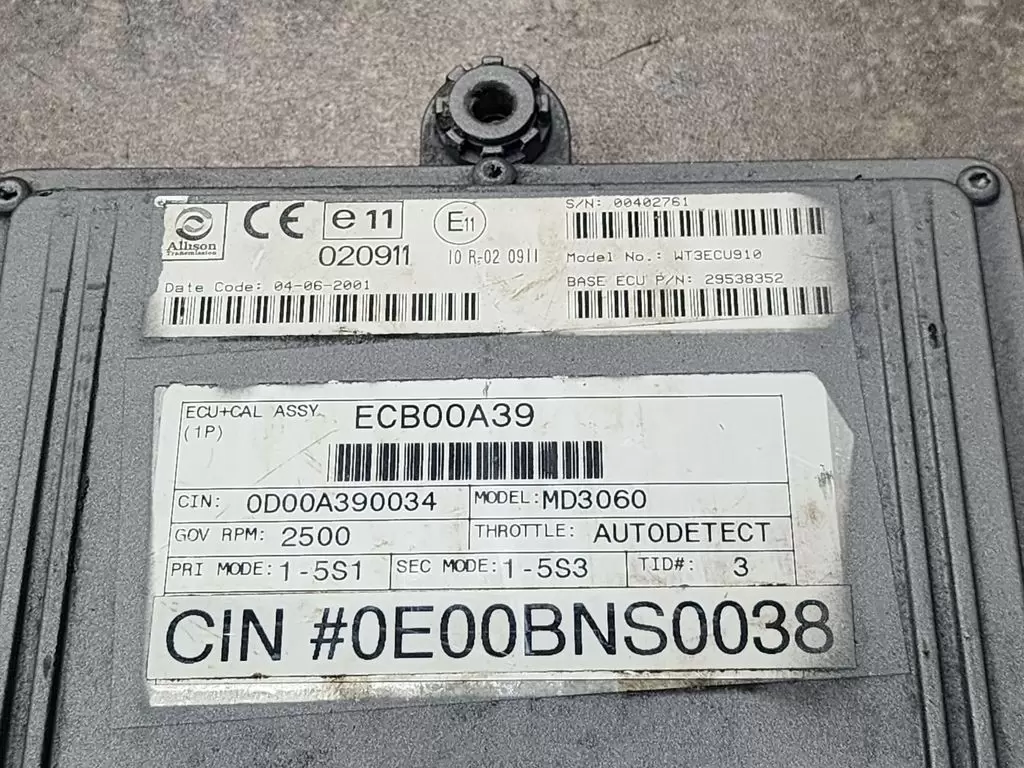 Allison
Transmission
CE
e11
020911
E11
10 R-02 0911
Date Code: 04-06-2001
S/N: 00402761
Model No.: WT3ECU910
BASE ECU P/N: 29538352
ECU+CAL ASSY ECB00A39
(1P)
CIN: 0D00A390034 MODEL: MD3060
GOV RPM: 2500 THROTTLE: AUTODETECT
PRI MODE: 1-5S1 SEC MODE: 1-5S3 TID#: 3
CIN #0E00BNS0038